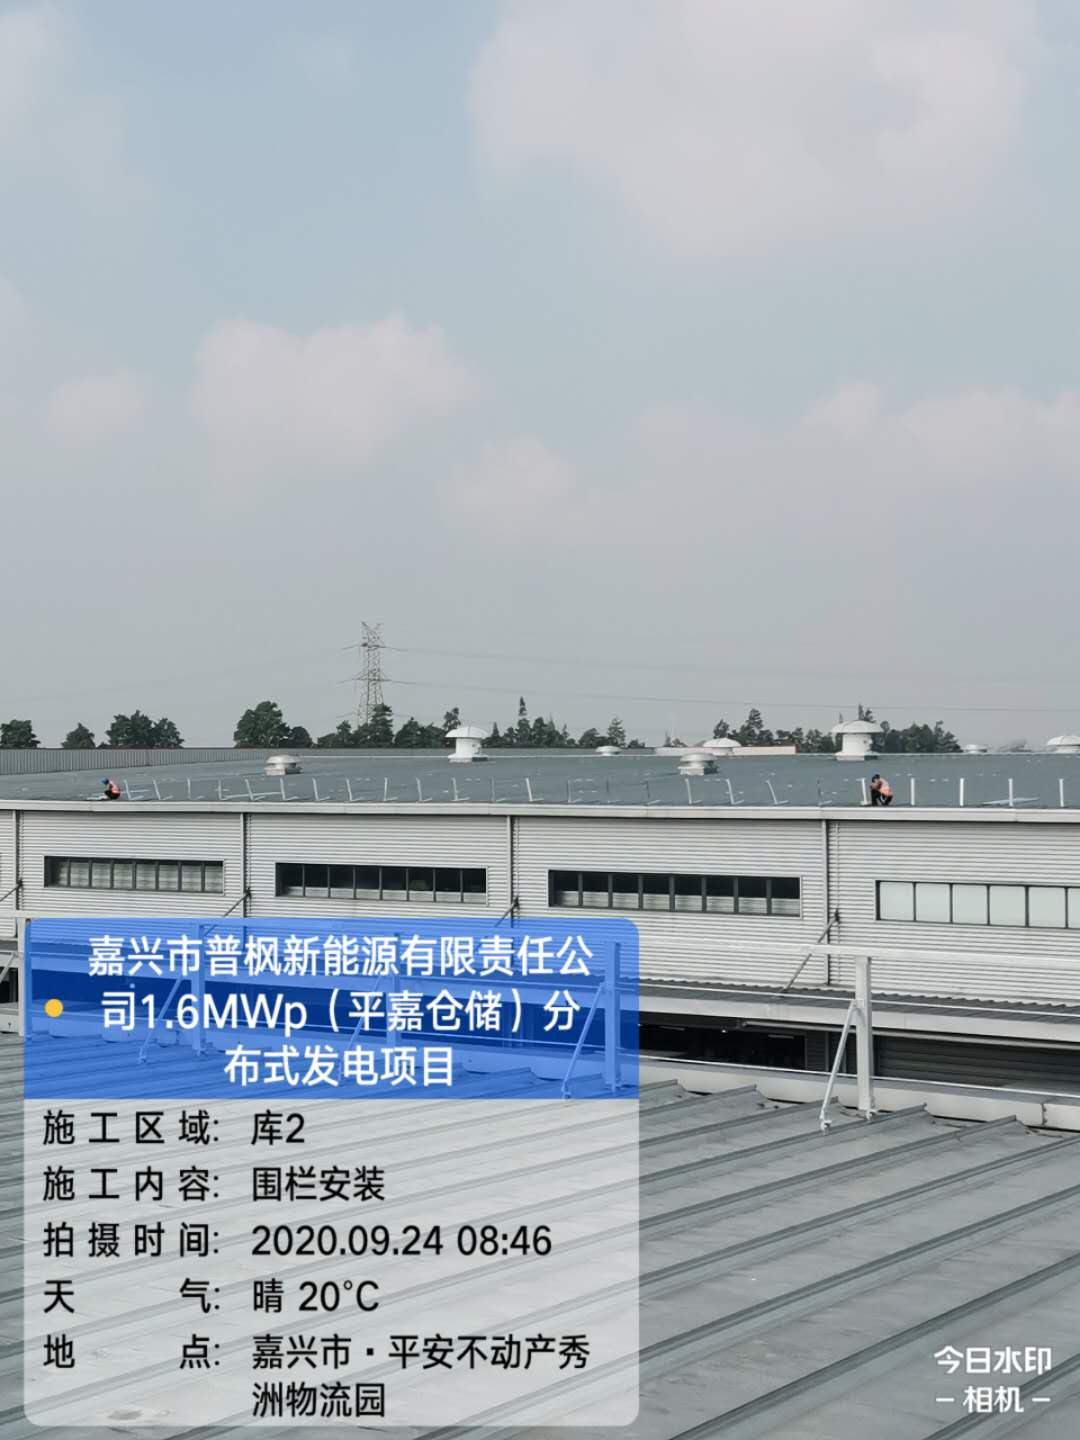 嘉兴市普枫新能源有限责任公
司1.6MWp（平嘉仓储）分
布式发电项目
施工区域: 库2
施工内容: 围栏安装
拍摄时间: 2020.09.24 08:46
天气: 晴 20°C
地点: 嘉兴市·平安不动产秀
洲物流园
今日水印
-相机-